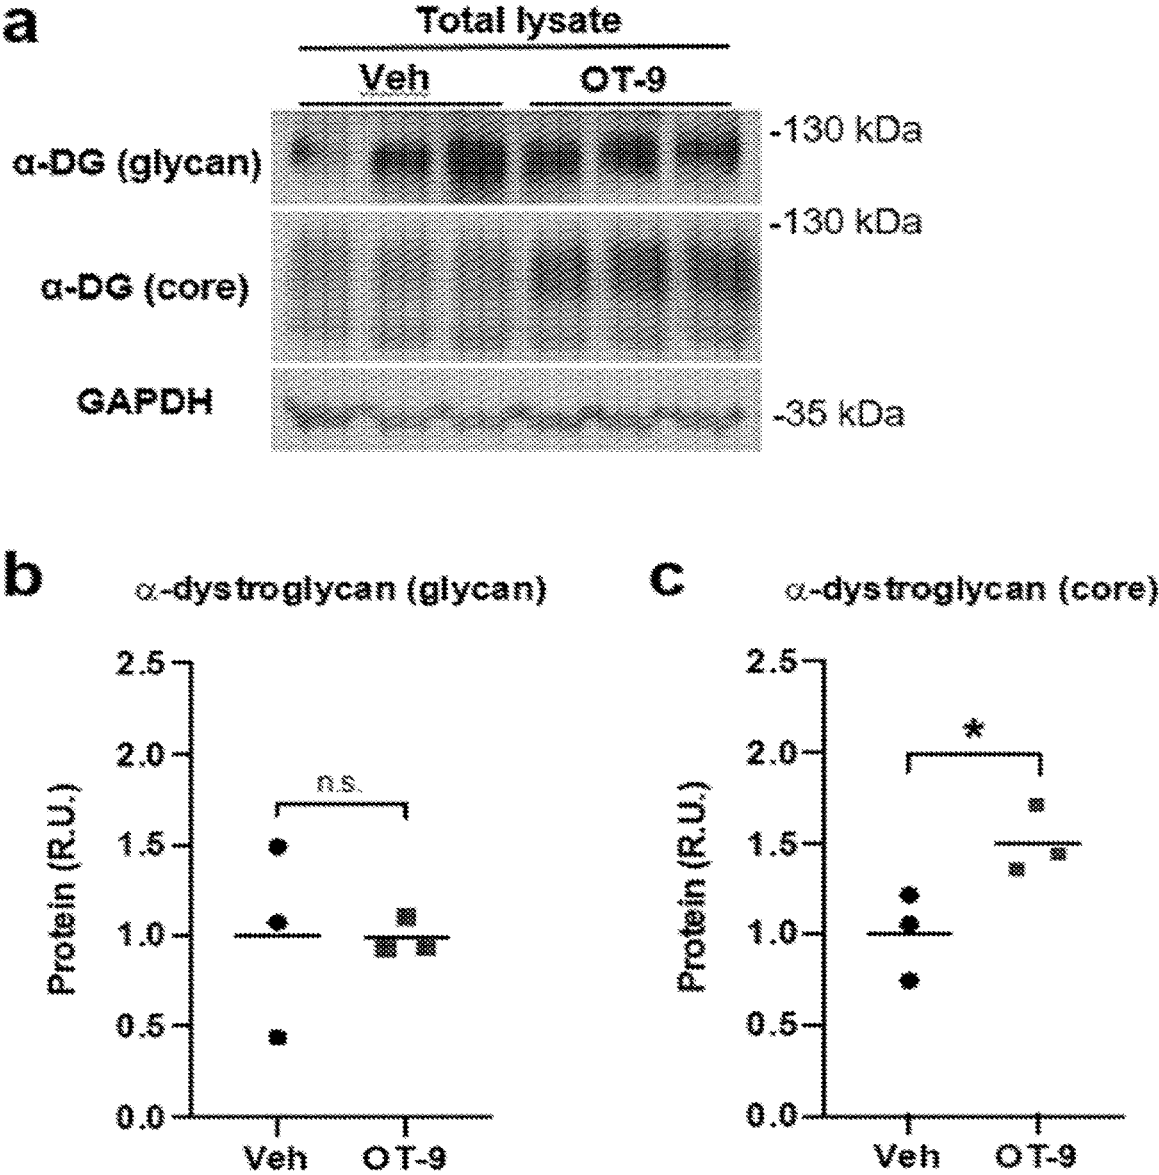 a
Total lysate
Veh
OT-9
α-DG (glycan)
-130 kDa
-130 kDa
α-DG (core)
GAPDH
-35 kDa
b
α-dystroglycan (glycan)
Protein (R.U.)
2.5
2.0
1.5
1.0
0.5
0.0
n.s.
Veh
OT-9
c
α-dystroglycan (core)
Protein (R.U.)
2.5
2.0
1.5
1.0
0.5
0.0
*
Veh
OT-9